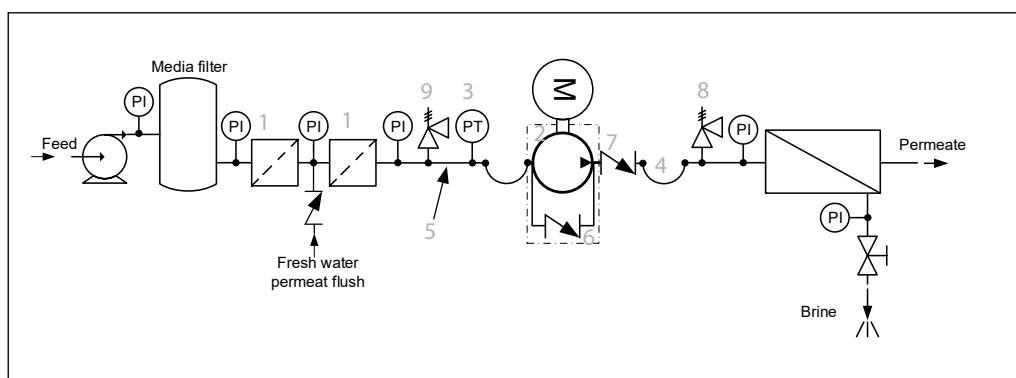 Media filter
PI
Feed
PI
1
PI
1
PI
9
3
PT
M
2
7
4
6
5
8
PI
Permeate
PI
Brine
Fresh water
permeat flush